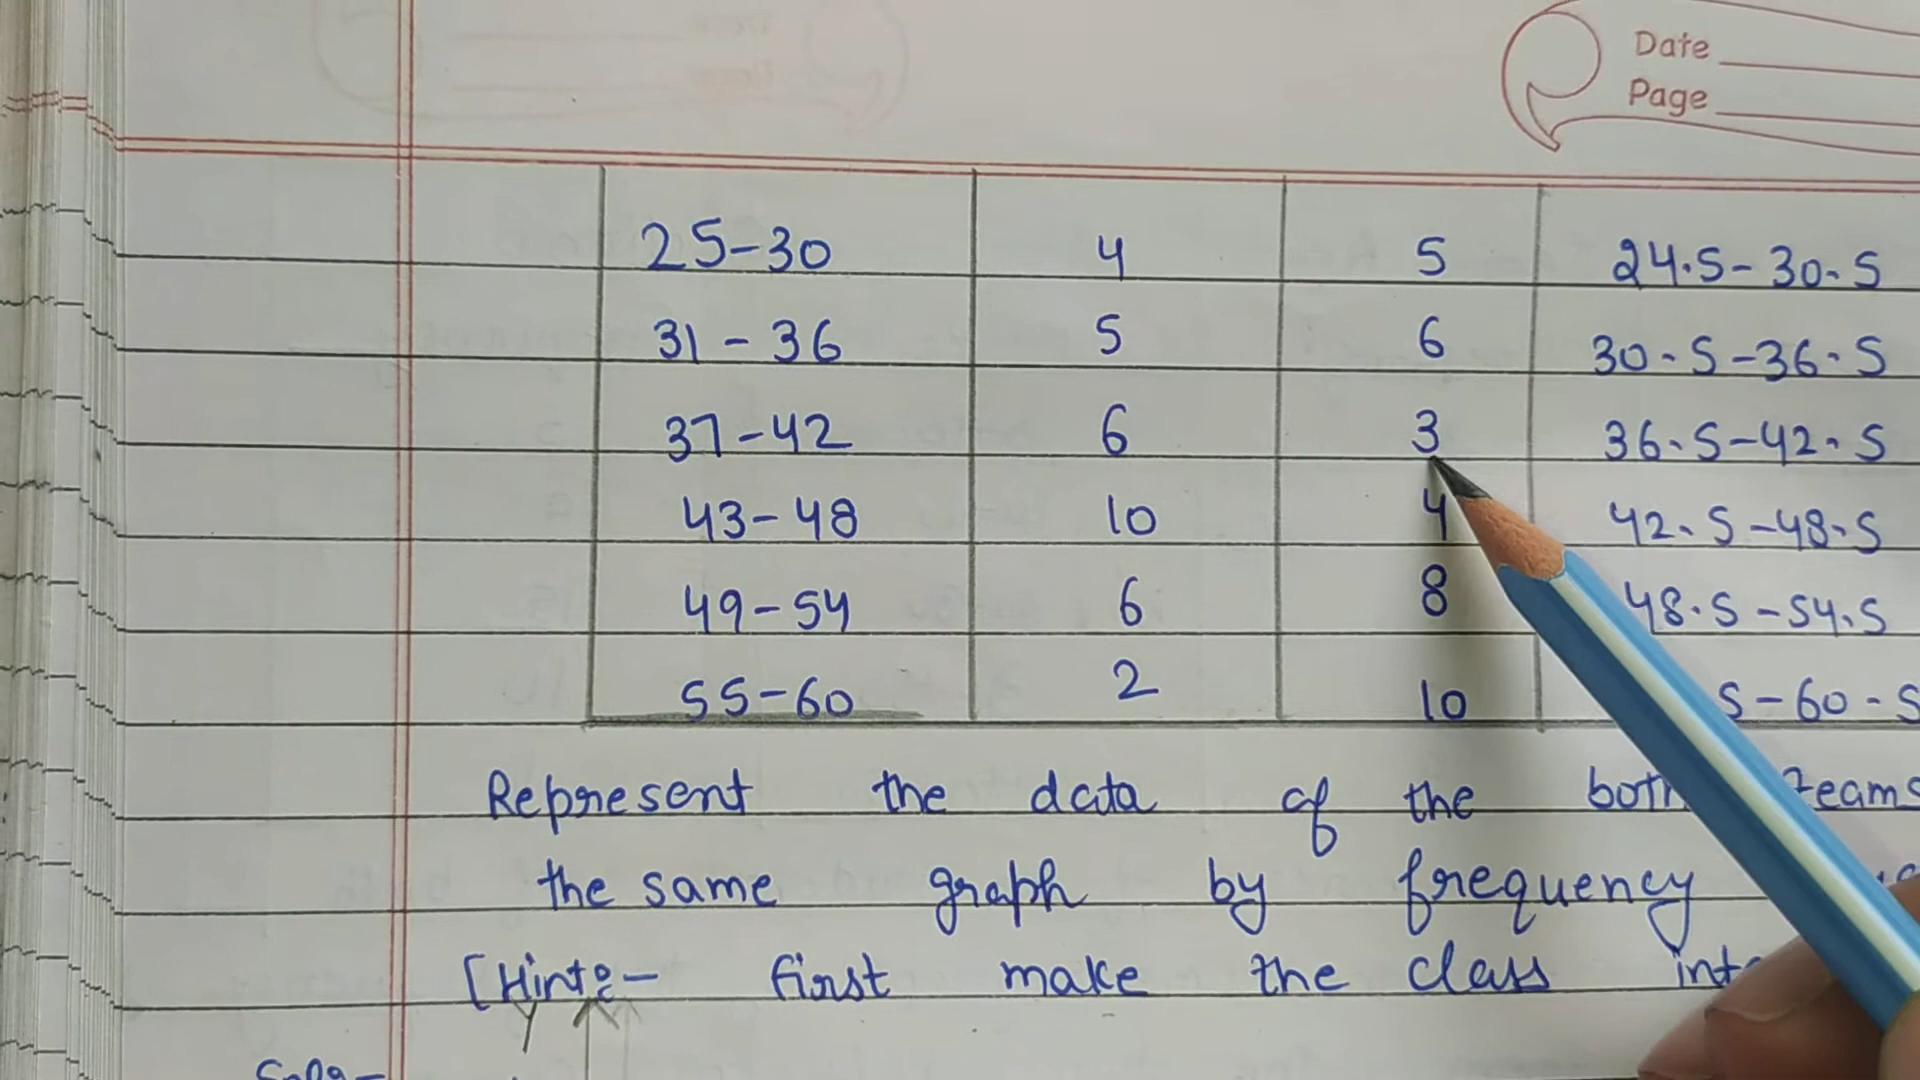 Date
Page
25-30 4 5 24.5-30.5
31-36 5 6 30.5-36.5
37-42 6 3 36.5-42.5
43-48 10 4 42.5-48.5
49-54 6 8 48.5-54.5
55-60 2 10 5-60.5
Represent the data of the both teams
the same graph by frequency
[Hint:- first make the class
Y